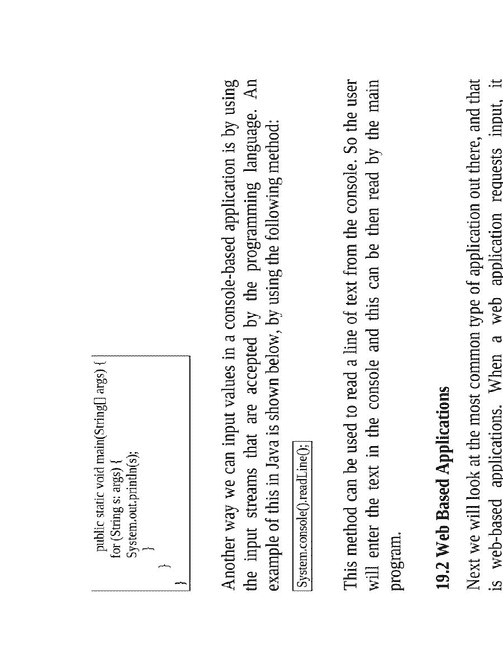 public static void main(String[] args) {
for (String s: args) {
System.out.println(s);
}
}
}
Another way we can input values in a console-based application is by using
the input streams that are accepted by the programming language. An
example of this in Java is shown below, by using the following method:
System.console().readLine();
This method can be used to read a line of text from the console. So the user
will enter the text in the console and this can be then read by the main
program.
19.2 Web Based Applications
Next we will look at the most common type of application out there, and that
is web-based applications. When a web application requests input, it